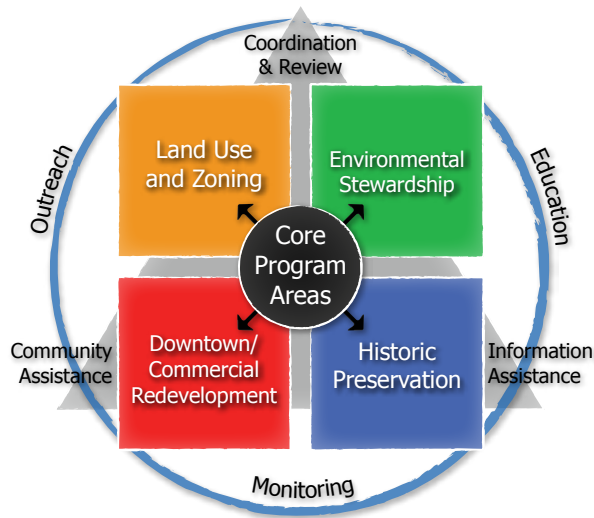 Coordination
& Review
Land Use
and Zoning
Environmental
Stewardship
Outreach
Education
Core
Program
Areas
Community
Assistance
Downtown/
Commercial
Redevelopment
Historic
Preservation
Information
Assistance
Monitoring